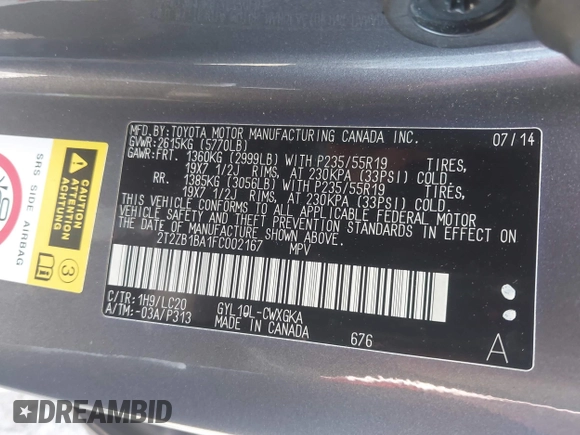 MFD.BY:TOYOTA MOTOR MANUFACTURING CANADA INC. 07/14
GVWR:2615KG (5770LB)
GAWR:FRT. 1360KG (2999LB) WITH P235/55R19 TIRES,
19X7 1/2J RIMS, AT 230KPA (33PSI) COLD.
RR. 1385KG (3056LB) WITH P235/55R19 TIRES,
19X7 1/2J RIMS, AT 230KPA (33PSI) COLD.
THIS VEHICLE CONFORMS TO ALL APPLICABLE FEDERAL MOTOR
VEHICLE SAFETY AND THEFT PREVENTION STANDARDS IN EFFECT ON
THE DATE OF MANUFACTURE SHOWN ABOVE.
2T2ZB1BA1FC002167 MPV
C/TR:1H9/LC20 GYL10L-CWXGKA
A/TM:-03A/P313 MADE IN CANADA 676
A
SRS SIDE AIRBAG
3
DREAMBID